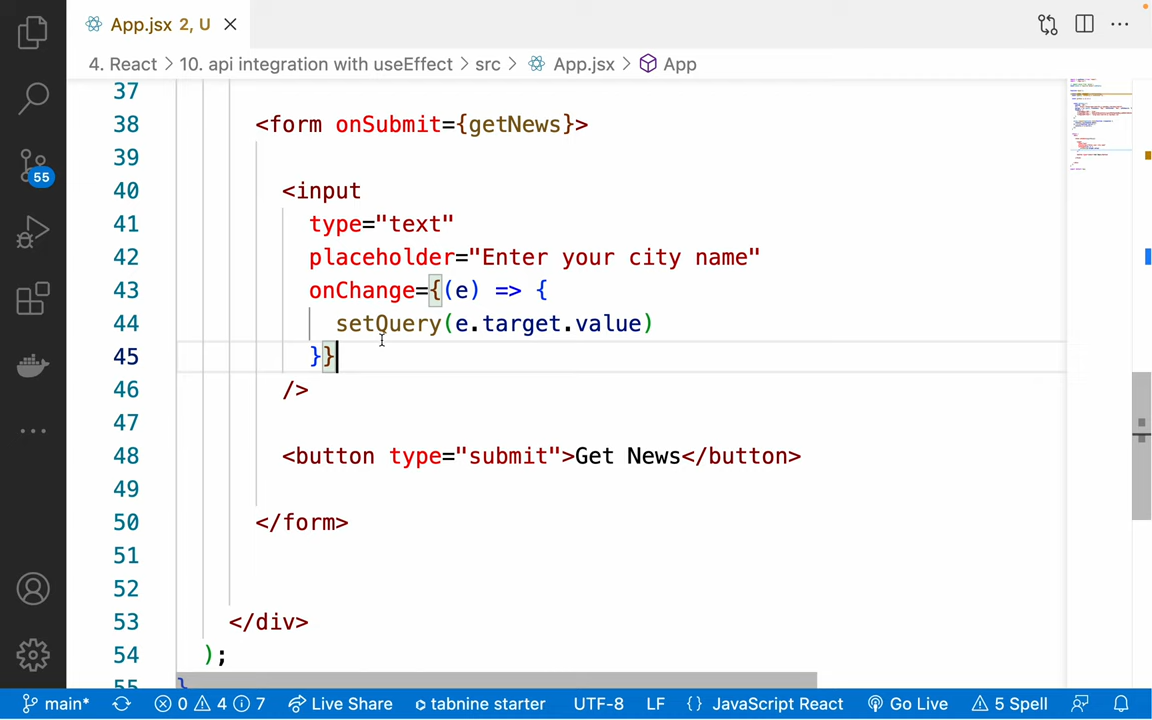 App.jsx 2, U
4. React > 10. api integration with useEffect > src > App.jsx > App
37
38 <form onSubmit={getNews}>
39
40 <input
41 type="text"
42 placeholder="Enter your city name"
43 onChange={(e) => {
44 setQuery(e.target.value)
45 }}
46 />
47
48 <button type="submit">Get News</button>
49
50 </form>
51
52
53 </div>
54 );
55 }
55
main* 0 4 7 Live Share tabnine starter UTF-8 LF {} JavaScript React Go Live 5 Spell